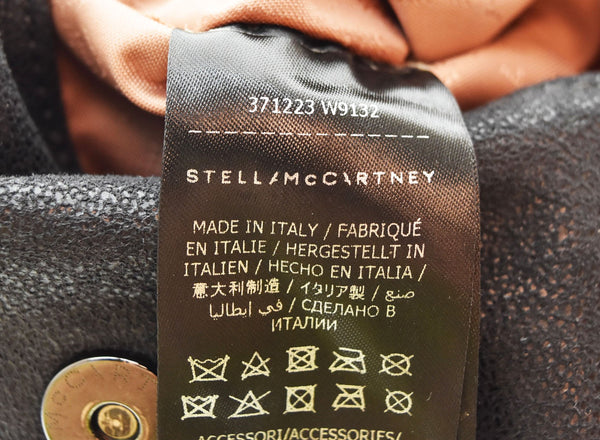 371223 W9132
STELLA McCARTNEY
MADE IN ITALY / FABRIQUÉ
EN ITALIE / HERGESTELLT IN
ITALIEN / HECHO EN ITALIA /
意大利制造 / イタリア製 / صنع
في ايطاليا / СДЕЛАНО В
ИТАЛИИ
ACCESSORI/ACCESSORIES/